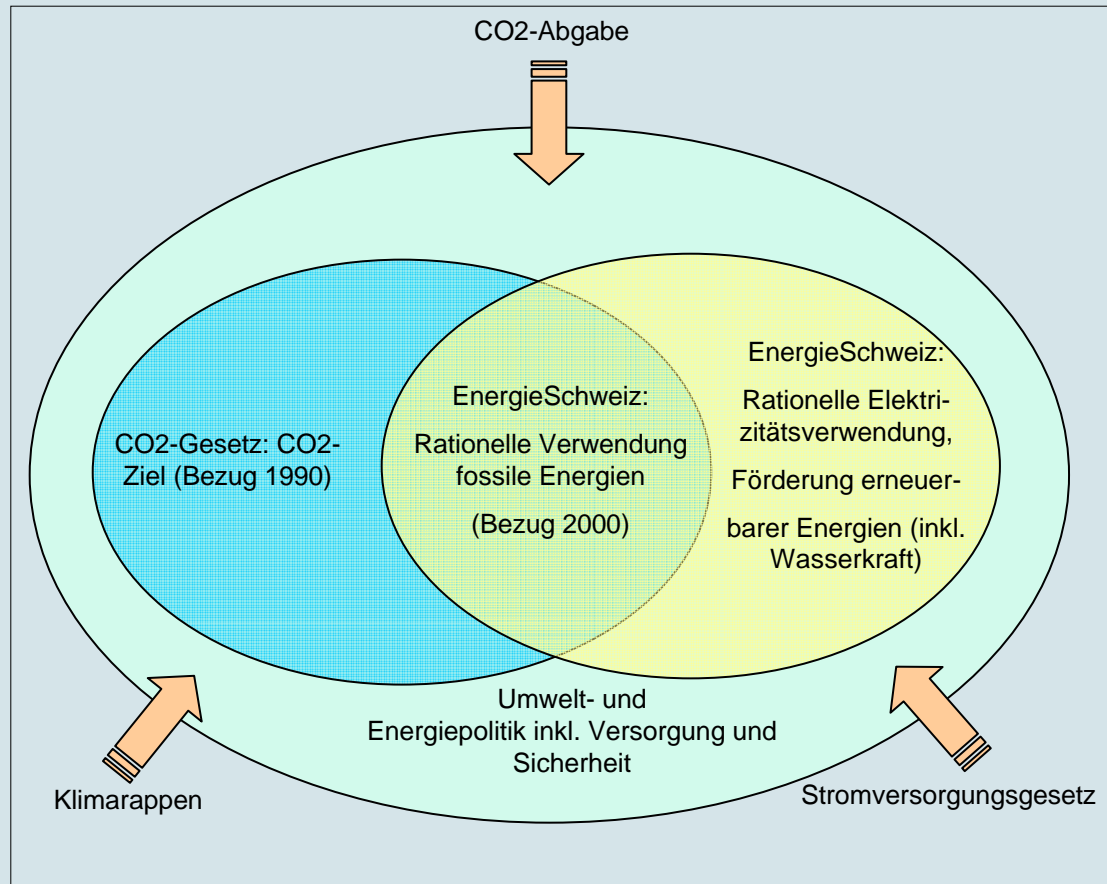 CO2-Abgabe
CO2-Gesetz: CO2-
Ziel (Bezug 1990)
EnergieSchweiz:
Rationelle Verwendung
fossile Energien
(Bezug 2000)
EnergieSchweiz:
Rationelle Elektri-
zitätsverwendung,
Förderung erneuer-
barer Energien (inkl.
Wasserkraft)
Umwelt- und
Energiepolitik inkl. Versorgung und
Sicherheit
Klimarappen
Stromversorgungsgesetz